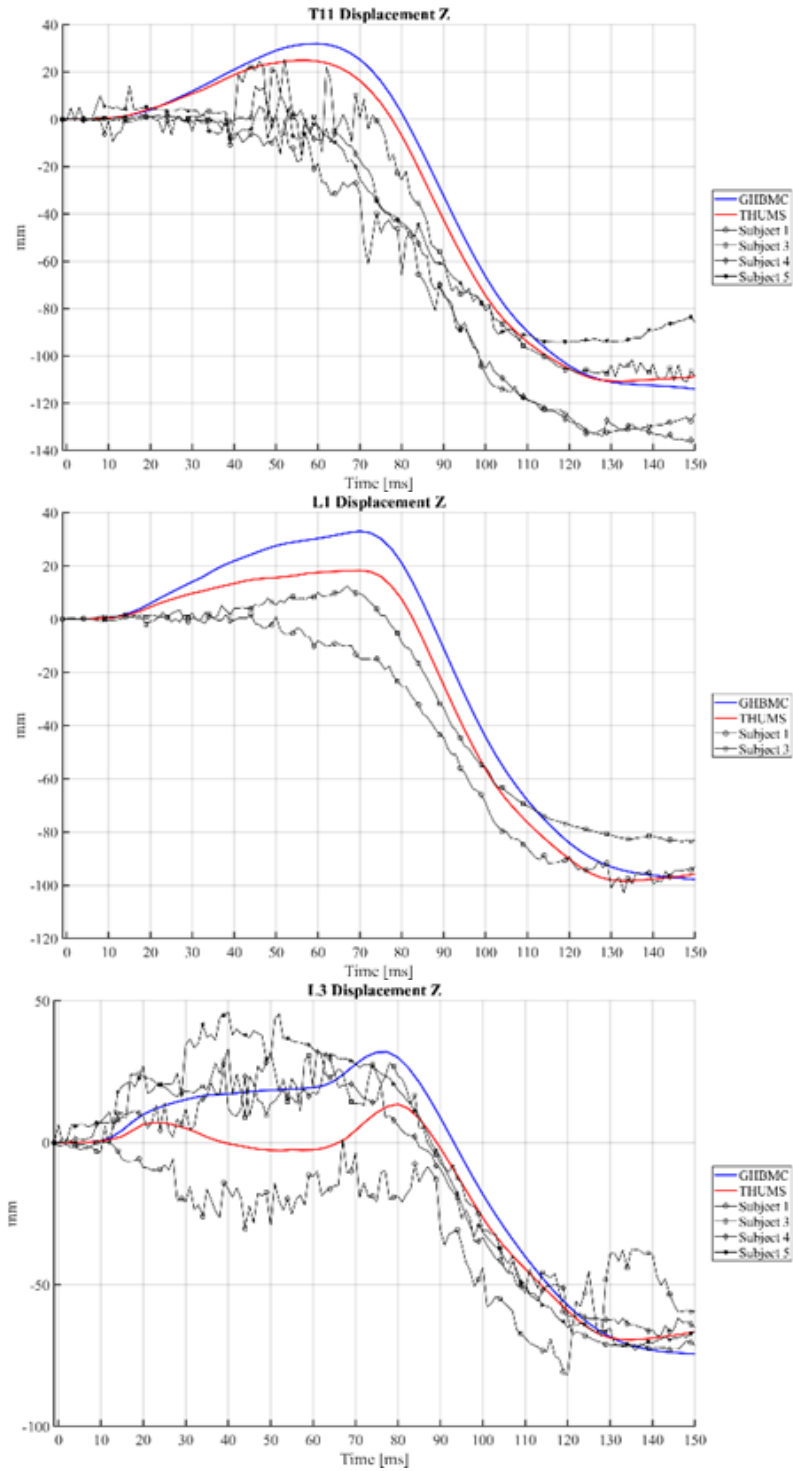 T11 Displacement Z
40
20
0
-20
-40
-60
-80
-100
-120
-140
mm
0 10 20 30 40 50 60 70 80 90 100 110 120 130 140 150
Time [ms]
GHBMC
THUMS
Subject 1
Subject 3
Subject 4
Subject 5
L1 Displacement Z
40
20
0
-20
-40
-60
-80
-100
-120
mm
0 10 20 30 40 50 60 70 80 90 100 110 120 130 140 150
Time [ms]
GHBMC
THUMS
Subject 1
Subject 3
L3 Displacement Z
50
0
-50
-100
mm
0 10 20 30 40 50 60 70 80 90 100 110 120 130 140 150
Time [ms]
GHBMC
THUMS
Subject 1
Subject 3
Subject 4
Subject 5